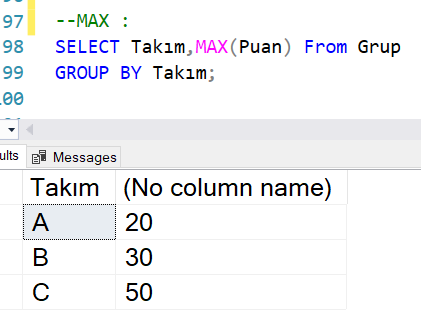 97 --MAX :
98 SELECT Takım,MAX(Puan) From Grup
99 GROUP BY Takım;
100
ults Messages
Takım (No column name)
A 20
B 30
C 50